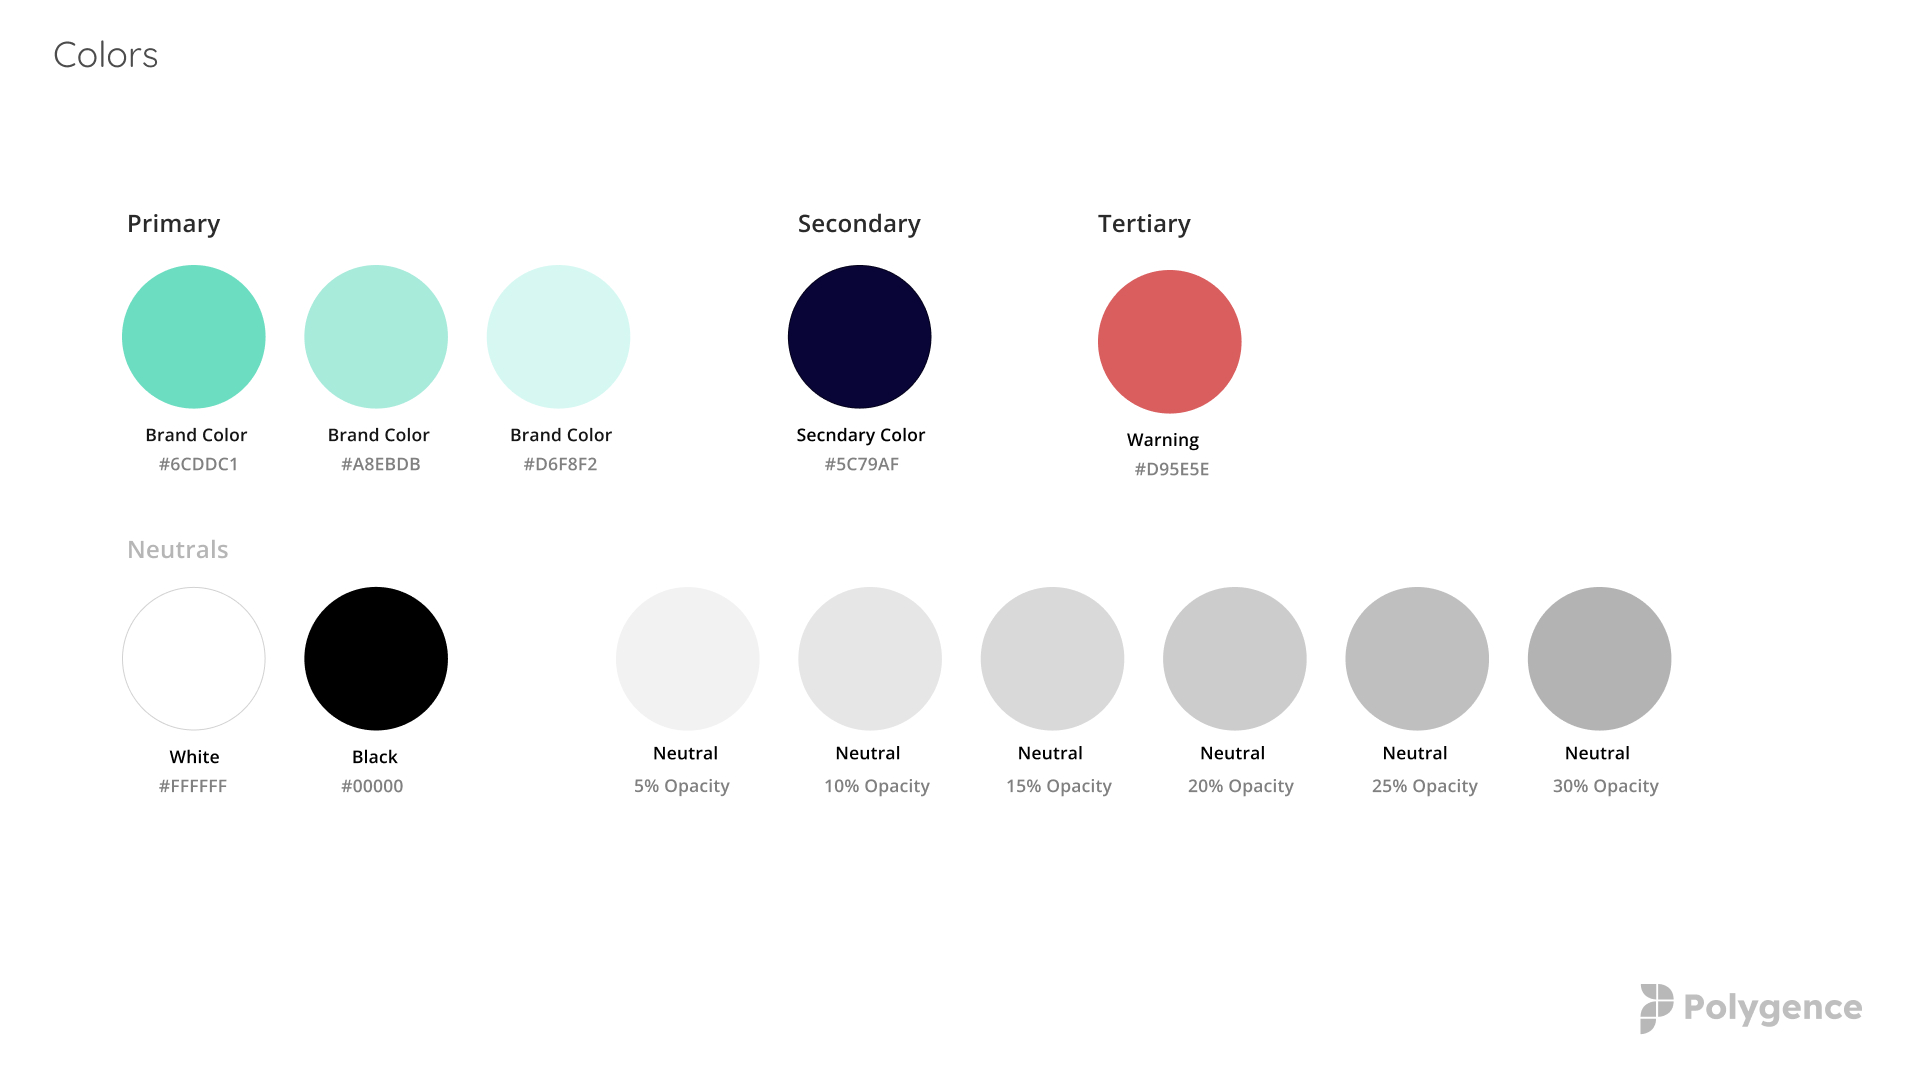 Colors
Primary
Secondary
Tertiary
Brand Color
#6CDDC1
Brand Color
#A8EBDB
Brand Color
#D6F8F2
Secndary Color
#5C79AF
Warning
#D95E5E
Neutrals
White
#FFFFFF
Black
#00000
Neutral
5% Opacity
Neutral
10% Opacity
Neutral
15% Opacity
Neutral
20% Opacity
Neutral
25% Opacity
Neutral
30% Opacity
Polygence